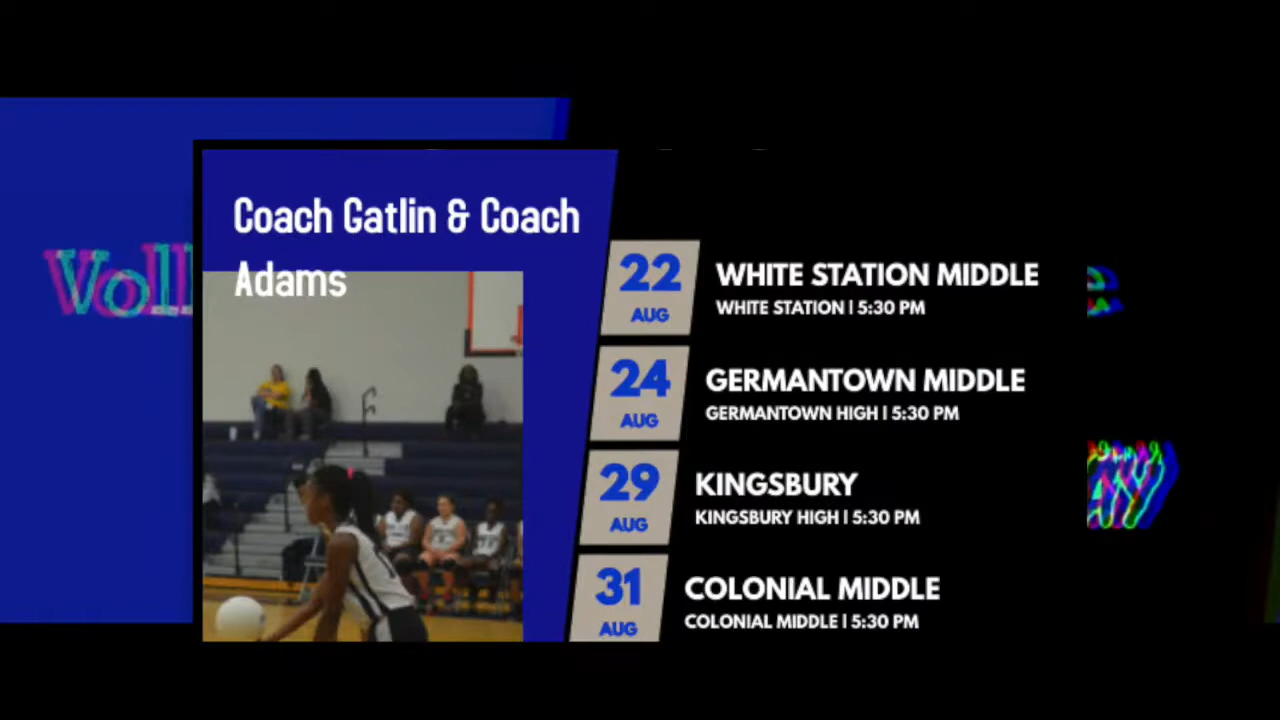 Coach Gatlin & Coach
Adams
Voll
22
AUG
WHITE STATION MIDDLE
WHITE STATION | 5:30 PM
24
AUG
GERMANTOWN MIDDLE
GERMANTOWN HIGH | 5:30 PM
29
AUG
KINGSBURY
KINGSBURY HIGH | 5:30 PM
31
AUG
COLONIAL MIDDLE
COLONIAL MIDDLE | 5:30 PM